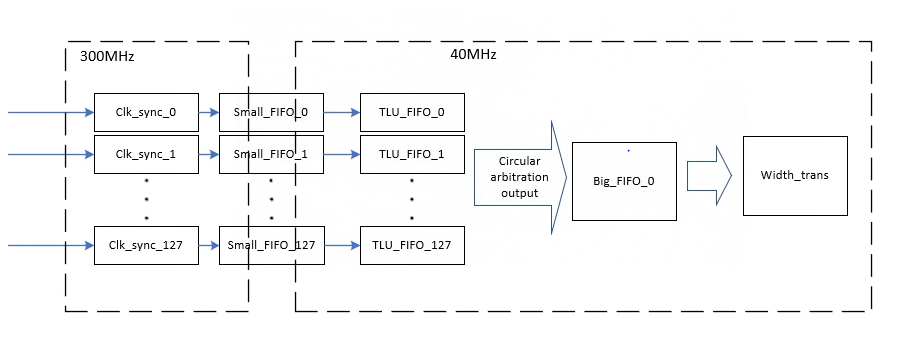 300MHz
40MHz
Clk_sync_0
Small_FIFO_0
TLU_FIFO_0
Clk_sync_1
Small_FIFO_1
TLU_FIFO_1
Circular
arbitration
output
Big_FIFO_0
Width_trans
Clk_sync_127
Small_FIFO_127
TLU_FIFO_127